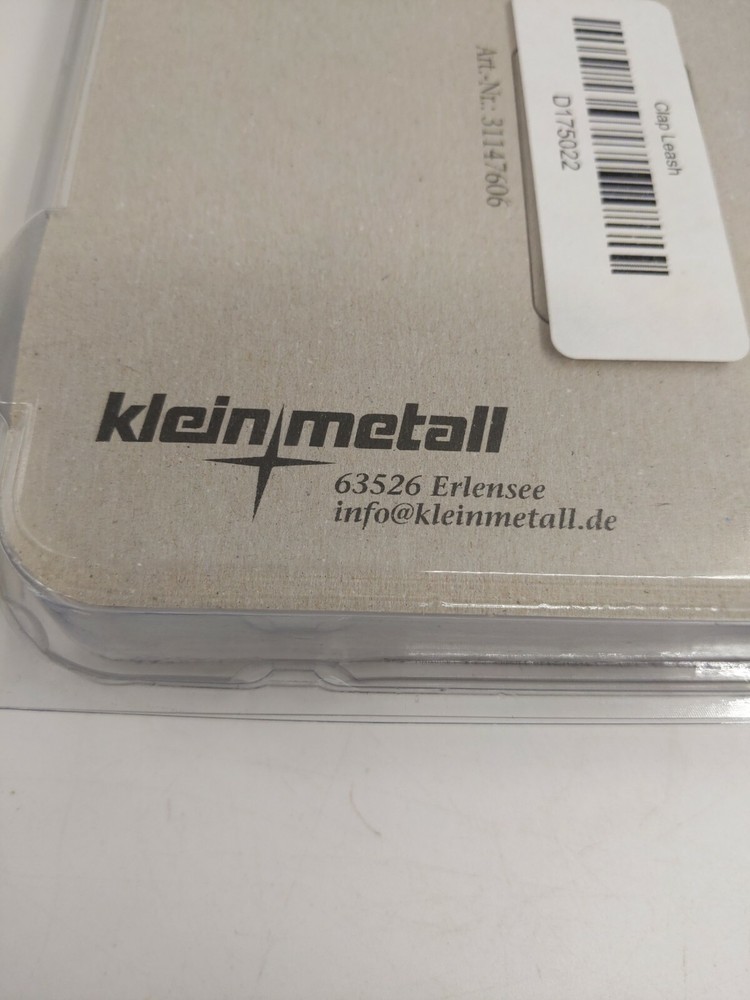 Clap Leash
D175022
Art.-Nr.: 31147606
kleinmetall
63526 Erlensee
info@kleinmetall.de